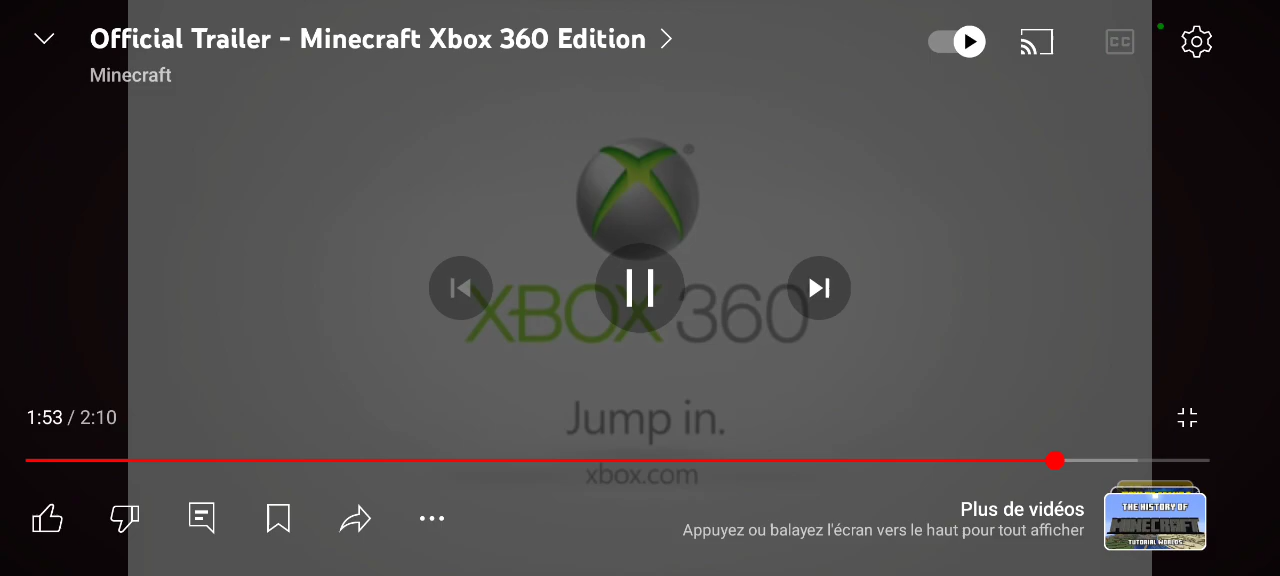 Official Trailer - Minecraft Xbox 360 Edition
Minecraft
CC
XBOX 360
Jump in.
1:53 / 2:10
xbox.com
Plus de vidéos
Appuyez ou balayez l'écran vers le haut pour tout afficher
THE HISTORY OF
MINECRAFT
TUTORIAL WORLDS